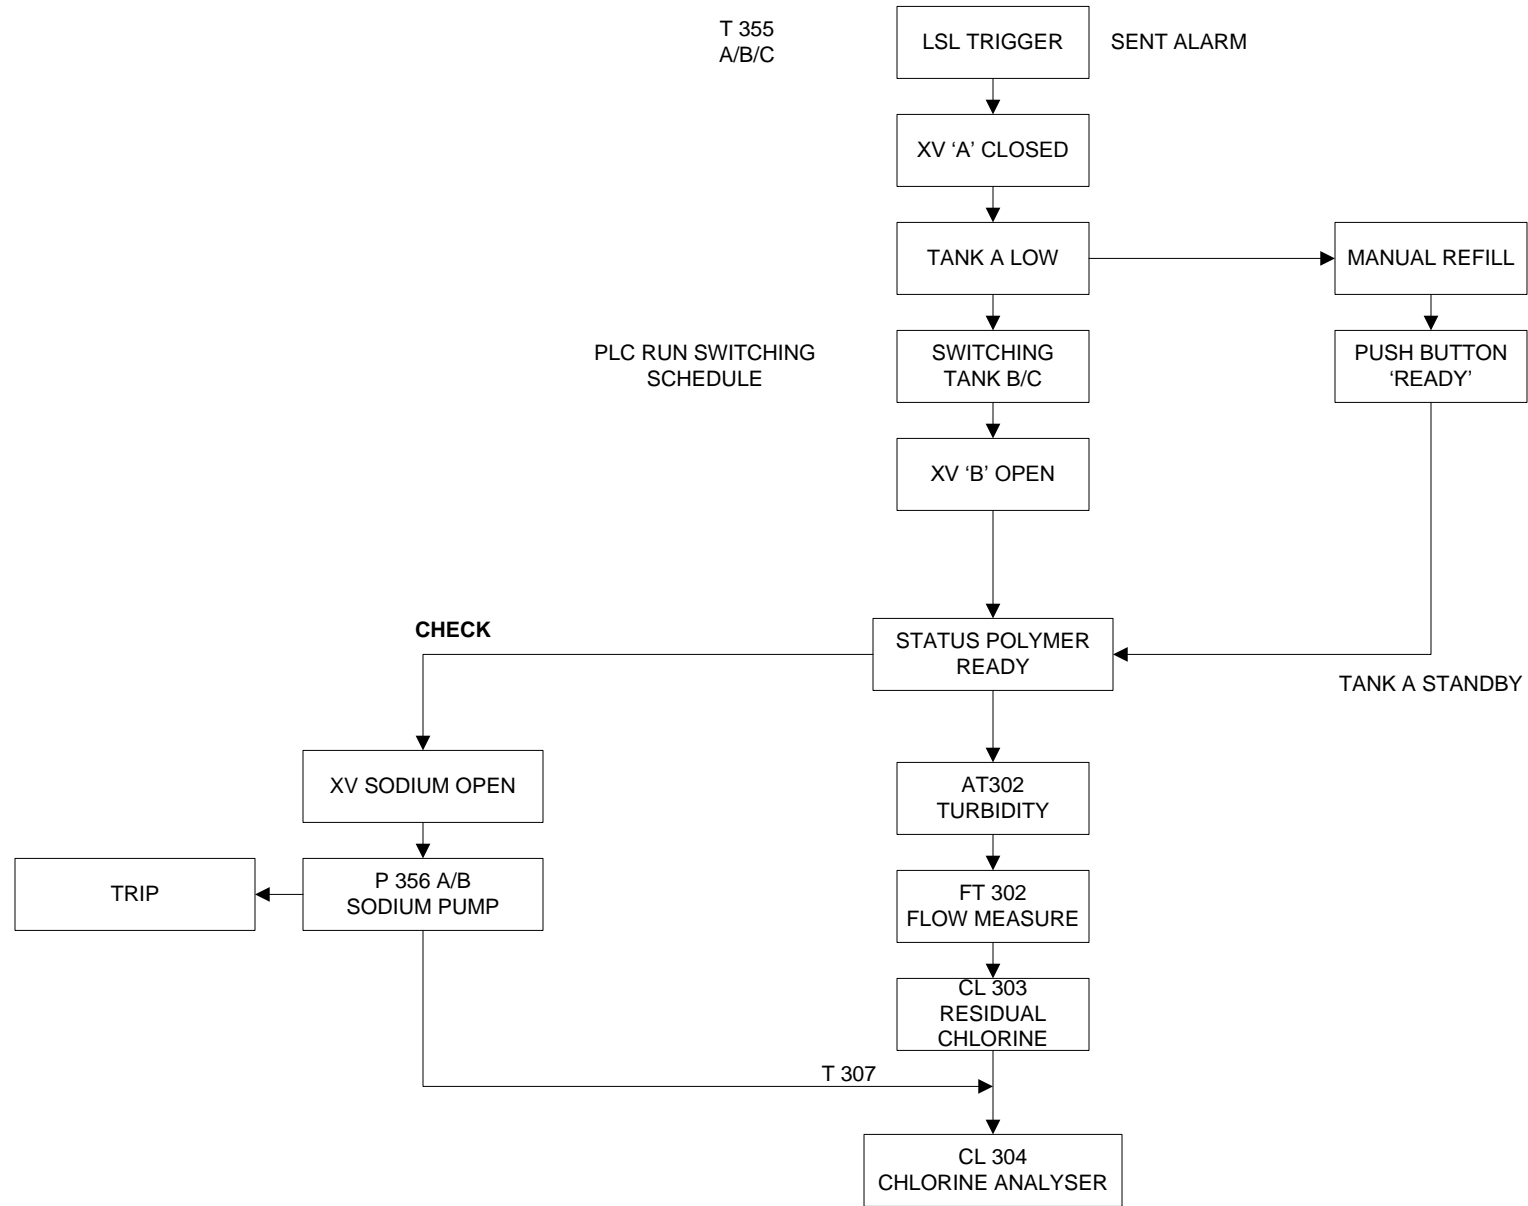 T 355
A/B/C
LSL TRIGGER
SENT ALARM
XV ‘A’ CLOSED
TANK A LOW
MANUAL REFILL
PLC RUN SWITCHING
SCHEDULE
SWITCHING
TANK B/C
PUSH BUTTON
‘READY’
XV ‘B’ OPEN
CHECK
STATUS POLYMER
READY
TANK A STANDBY
XV SODIUM OPEN
AT302
TURBIDITY
TRIP
P 356 A/B
SODIUM PUMP
FT 302
FLOW MEASURE
CL 303
RESIDUAL
CHLORINE
T 307
CL 304
CHLORINE ANALYSER